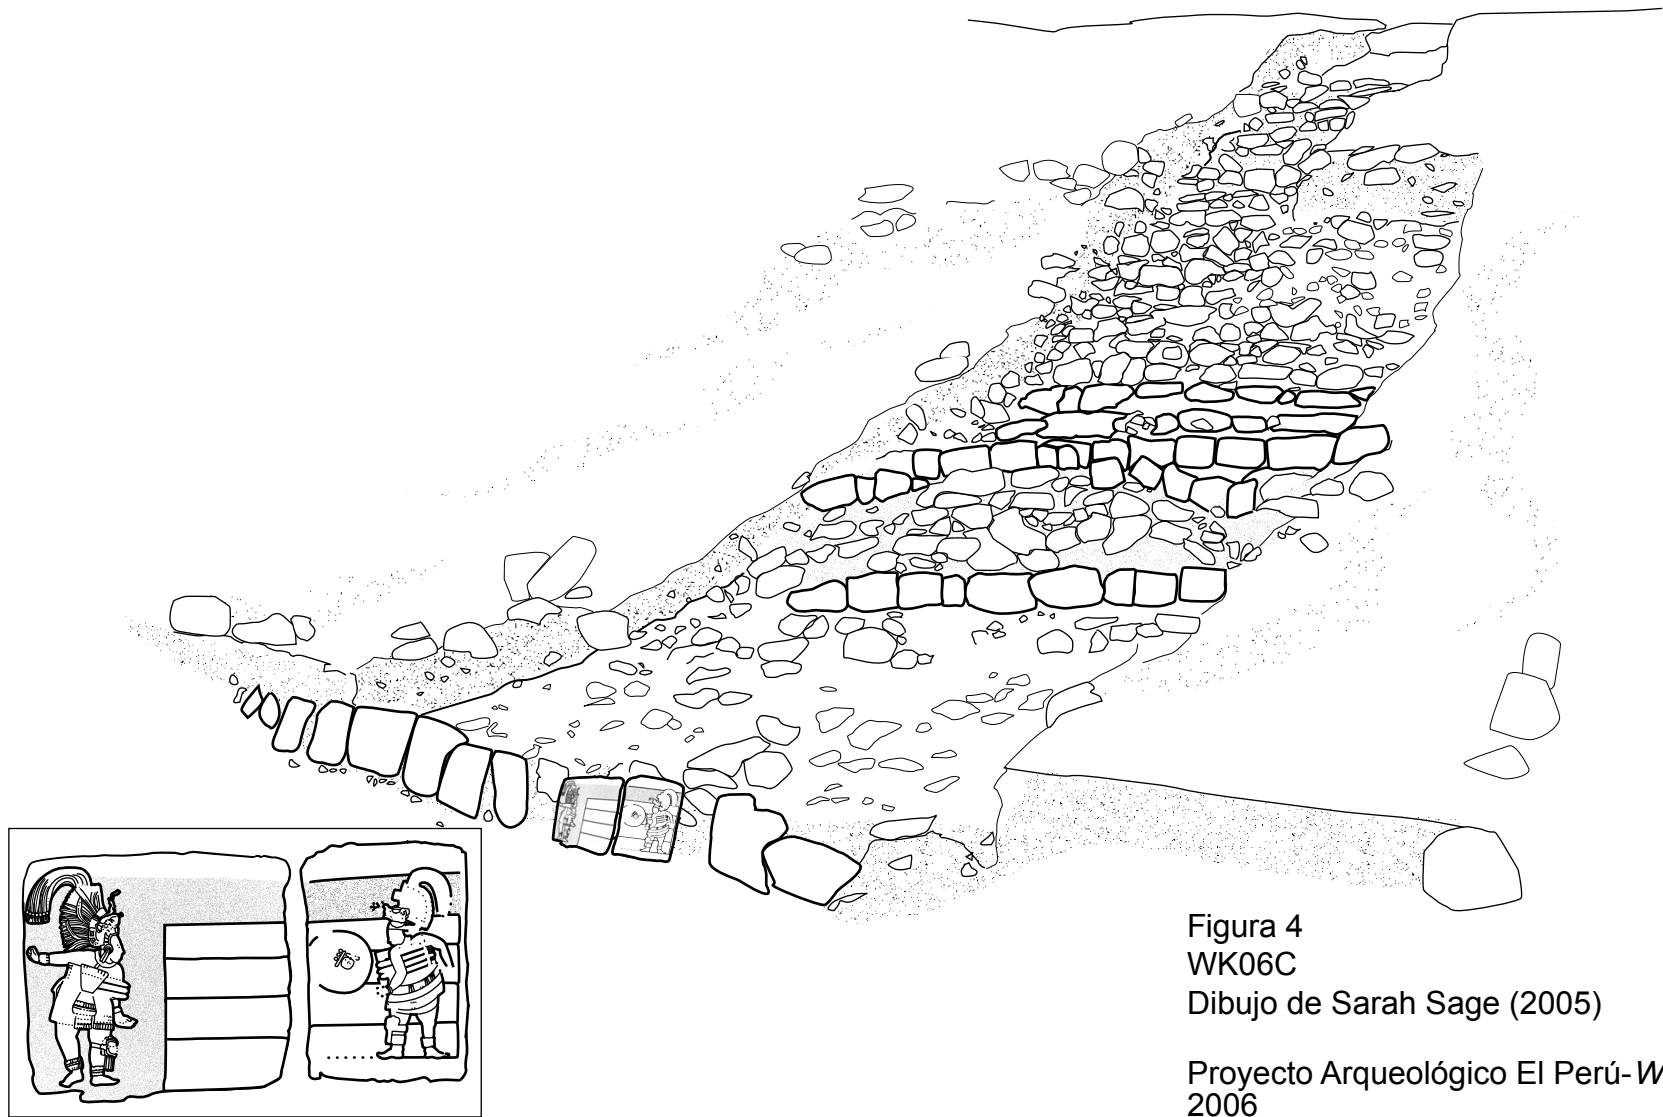 Figura 4
WK06C
Dibujo de Sarah Sage (2005)
Proyecto Arqueológico El Perú-W
2006